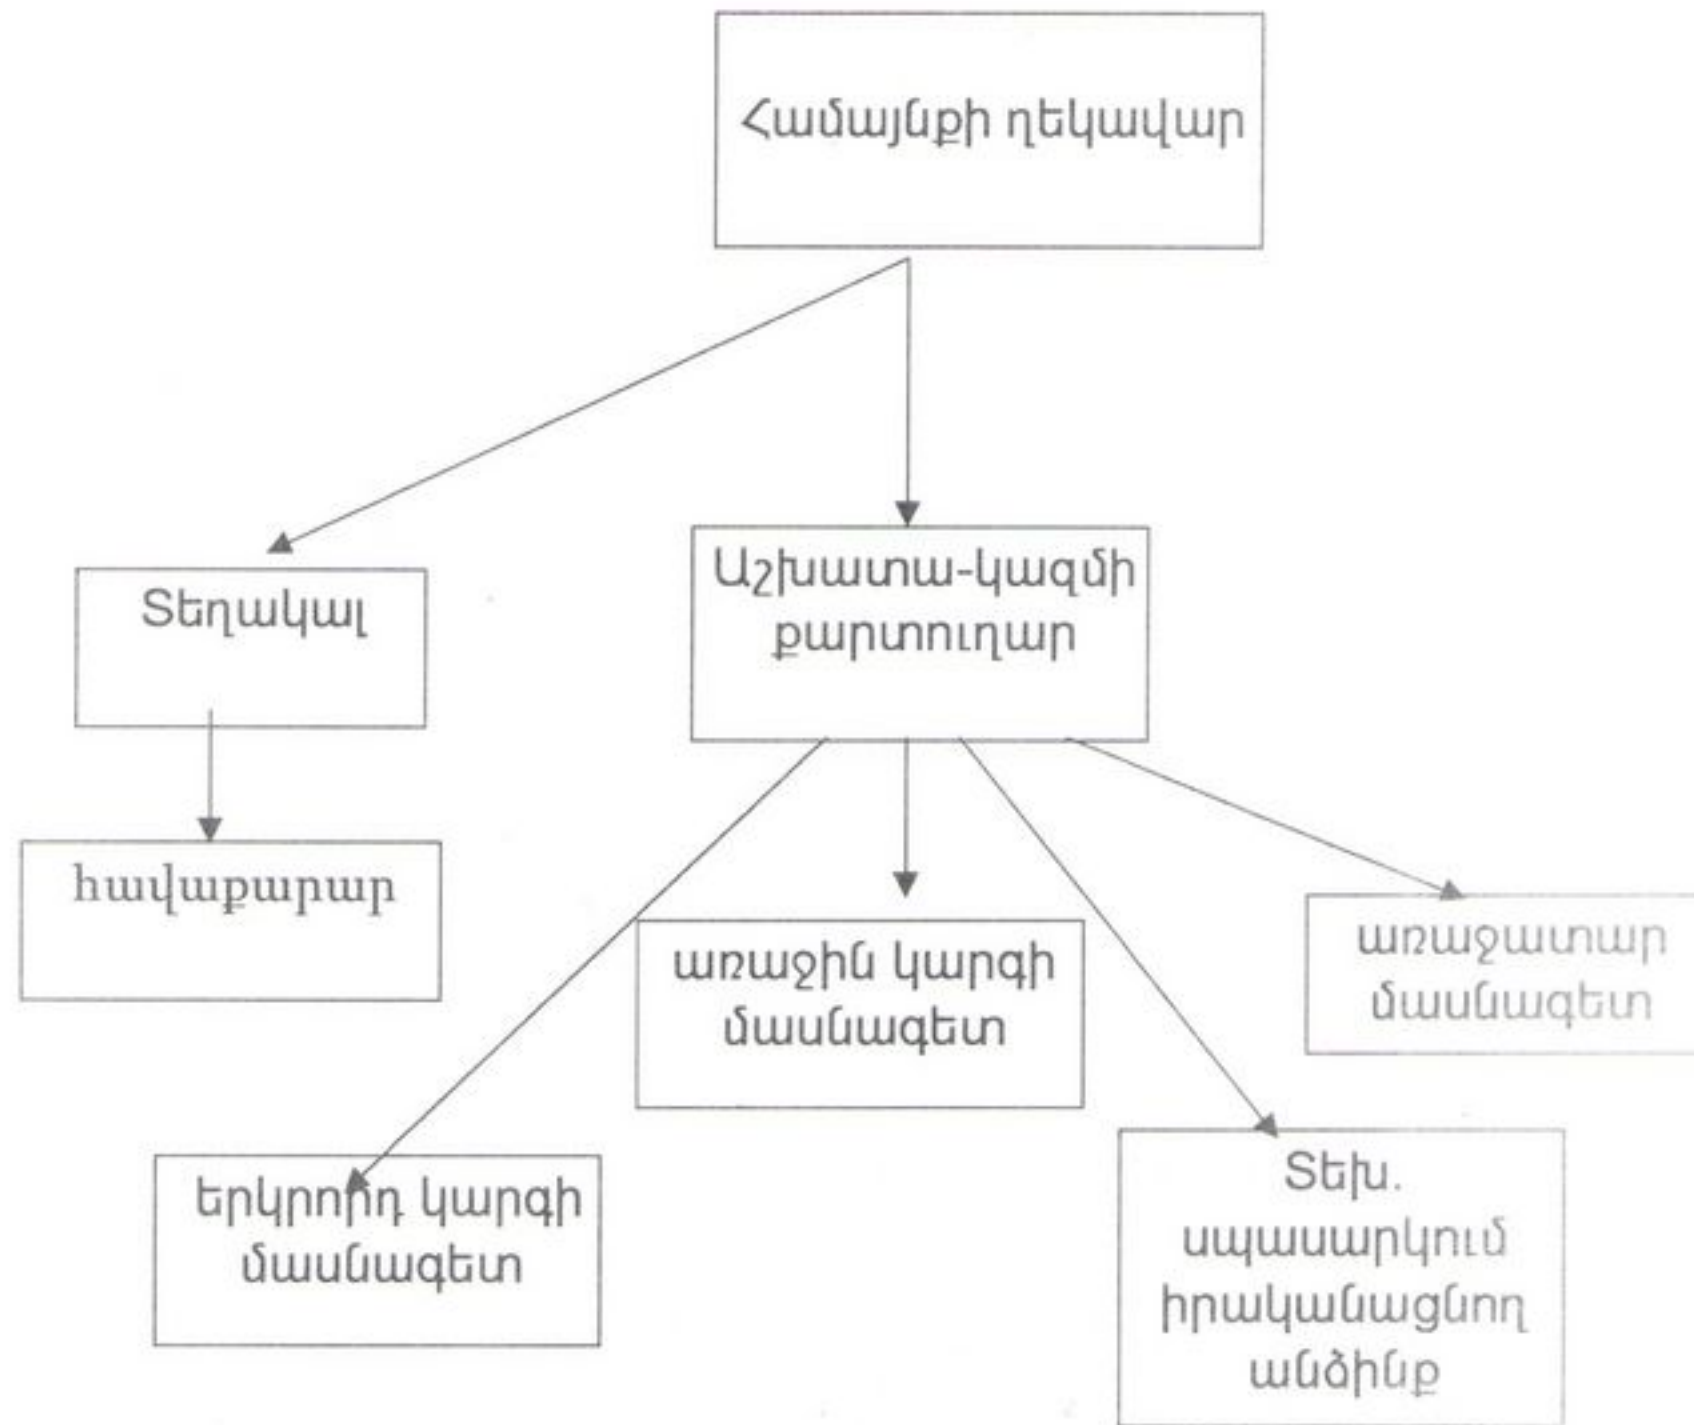 Համայնքի ղեկավար
Տեղակալ
Աշխատա-կազմի
քարտուղար
հավաքարար
առաջին կարգի
մասնագետ
առաջատար
մասնագետ
երկրորդ կարգի
մասնագետ
Տեխ.
սպասարկում
իրականացնող
անձինք